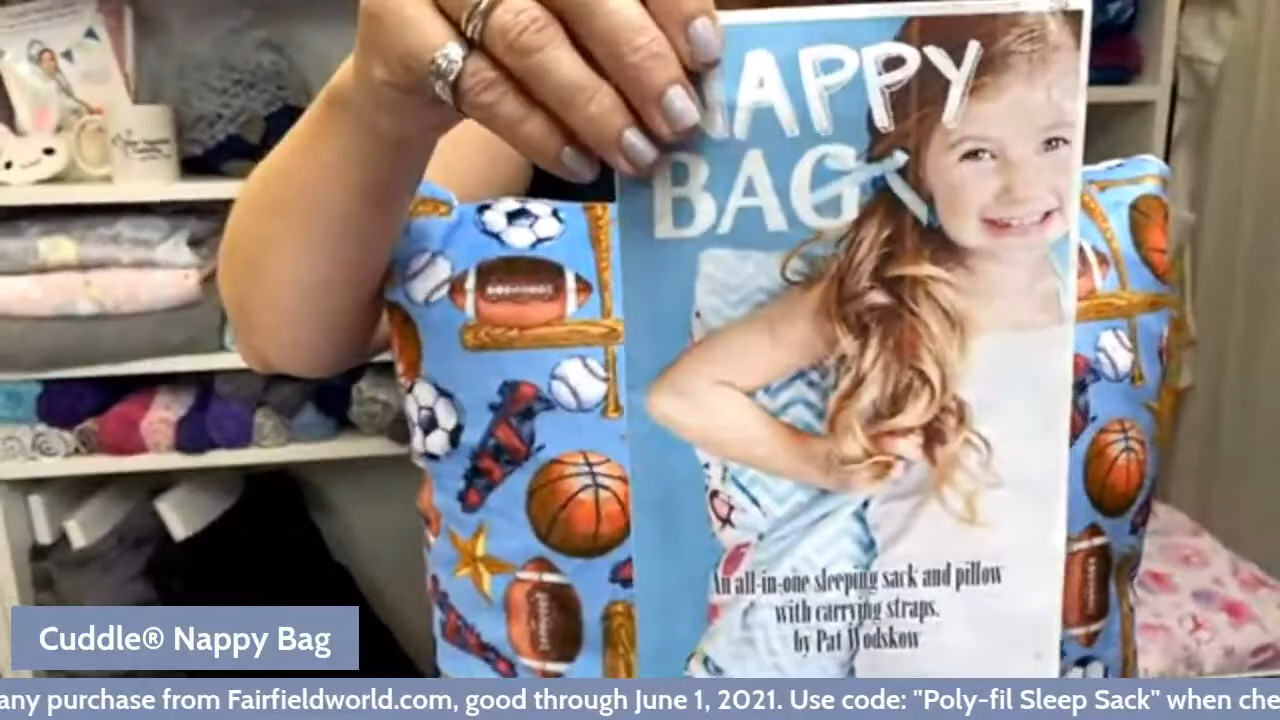 NAPPY
BAG
An all-in-one sleeping sack and pillow
with carrying straps.
by Pat Wodskow
Cuddle® Nappy Bag
any purchase from Fairfieldworld.com, good through June 1, 2021. Use code: "Poly-fil Sleep Sack" when che